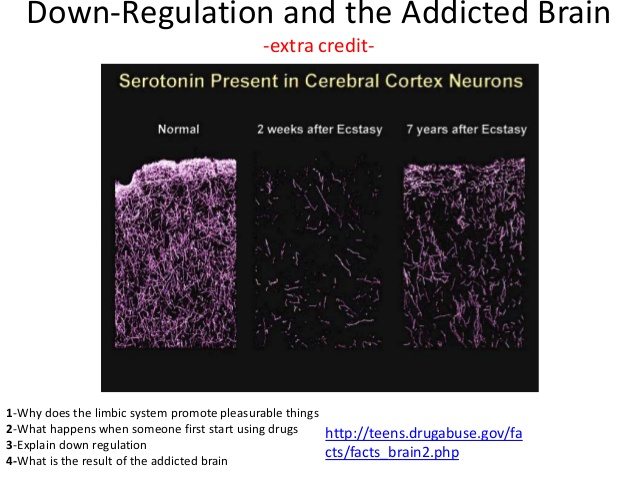 Down-Regulation and the Addicted Brain
-extra credit-
Serotonin Present in Cerebral Cortex Neurons
Normal
2 weeks after Ecstasy
7 years after Ecstasy
1-Why does the limbic system promote pleasurable things
2-What happens when someone first start using drugs
3-Explain down regulation
4-What is the result of the addicted brain
http://teens.drugabuse.gov/fa
cts/facts_brain2.php